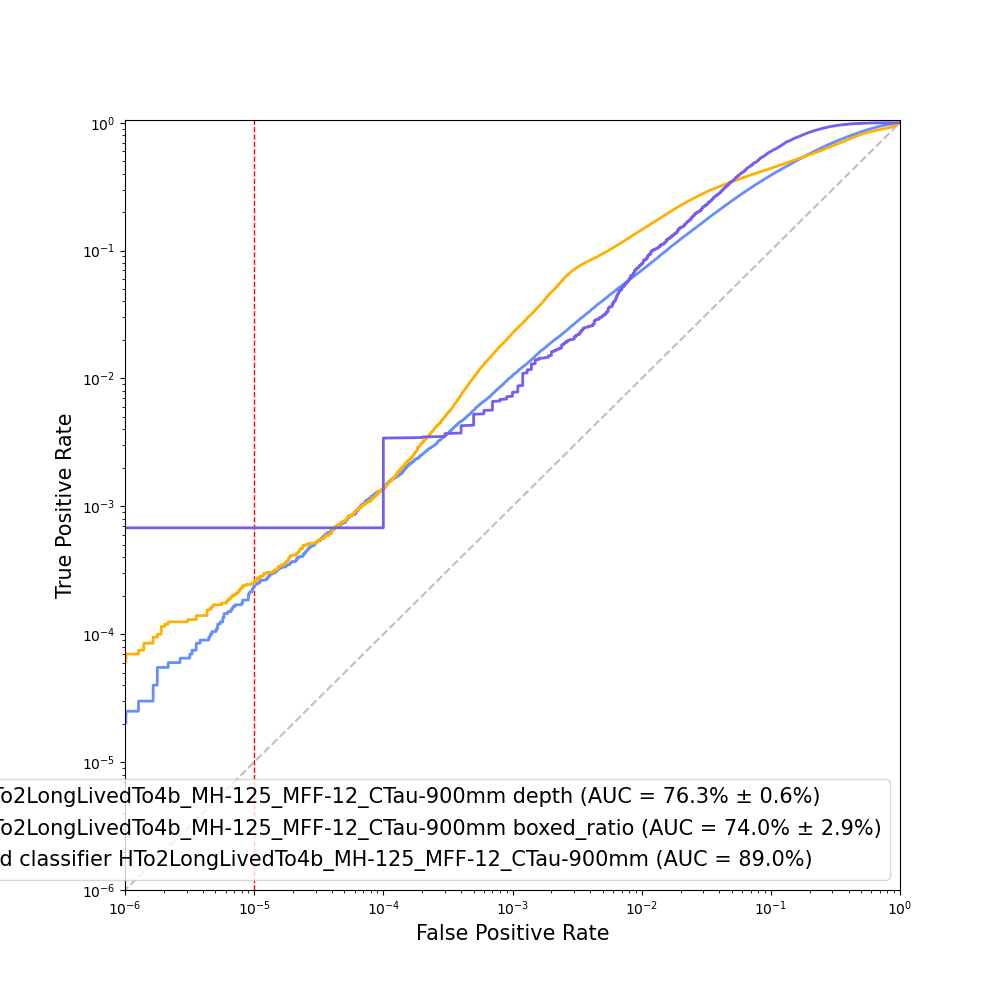 True Positive Rate
10⁰
10⁻¹
10⁻²
10⁻³
10⁻⁴
10⁻⁵
10⁻⁶
To2LongLivedTo4b_MH-125_MFF-12_CTau-900mm depth (AUC = 76.3% ± 0.6%)
To2LongLivedTo4b_MH-125_MFF-12_CTau-900mm boxed_ratio (AUC = 74.0% ± 2.9%)
d classifier HTo2LongLivedTo4b_MH-125_MFF-12_CTau-900mm (AUC = 89.0%)
10⁻⁶ 10⁻⁵ 10⁻⁴ 10⁻³ 10⁻² 10⁻¹ 10⁰
False Positive Rate